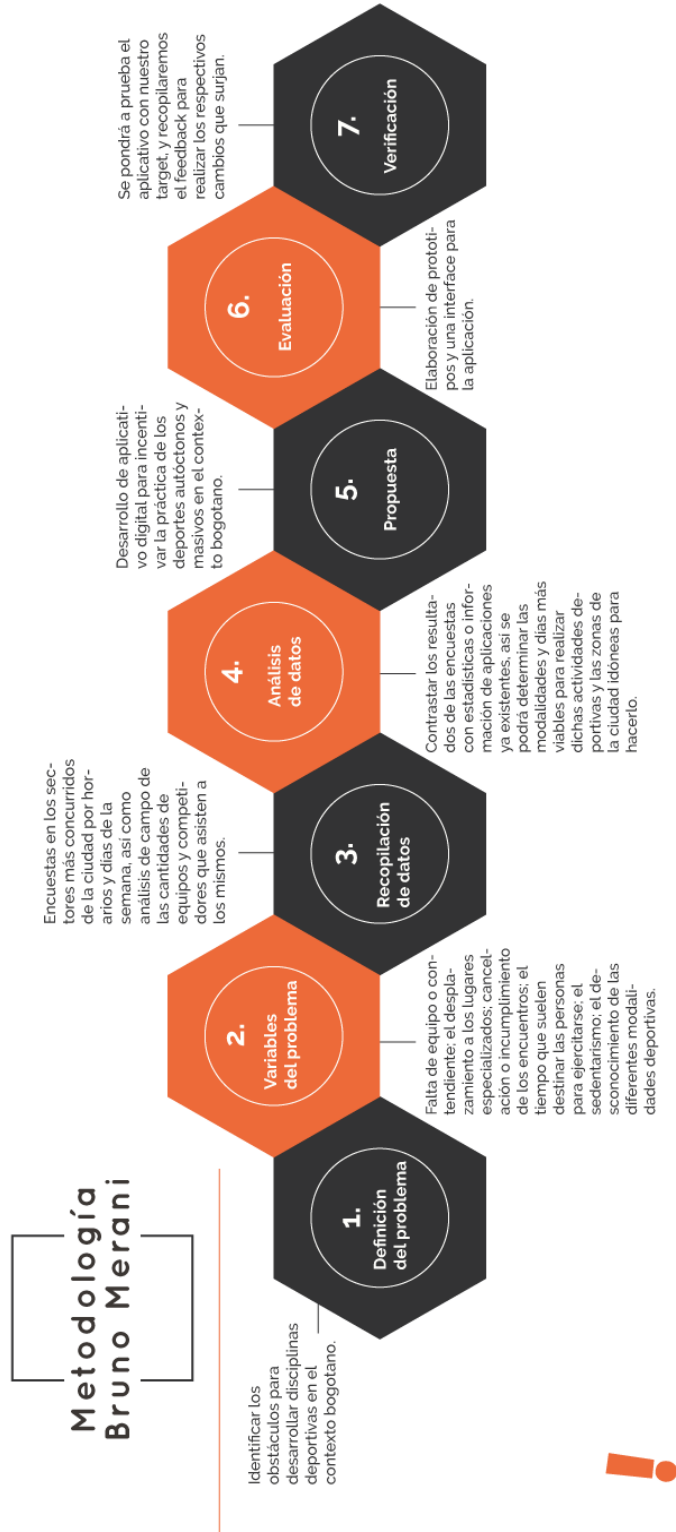 Metodología
Bruno Merani
Identificar los
obstáculos para
desarrollar disciplinas
deportivas en el
contexto bogotano.
1.
Definición
del problema
2.
Variables
del problema
Falta de equipo o con-
tendiente; el despla-
zamiento a los lugares
especializados; cancel-
ación o incumplimiento
de los encuentros; el
tiempo que suelen
destinar las personas
para ejercitarse; el
sedentarismo; el de-
sconocimiento de las
diferentes modali-
dades deportivas.
Encuestas en los sec-
tores más concurridos
de la ciudad por hor-
arios y días de la
semana, así como
análisis de campo de
las cantidades de
equipos y competi-
dores que asisten a
los mismos.
3.
Recopilación
de datos
4.
Análisis
de datos
Contrastar los resulta-
dos de las encuestas
con estadísticas o infor-
mación de aplicaciones
ya existentes, así se
podrá determinar las
modalidades y días más
viables para realizar
dichas actividades de-
portivas y las zonas de
la ciudad idóneas para
hacerlo.
Desarrollo de aplicati-
vo digital para incenti-
var la práctica de los
deportes autóctonos y
masivos en el contex-
to bogotano.
5.
Propuesta
6.
Evaluación
Elaboración de prototi-
pos y una interface para
la aplicación.
Se pondrá a prueba el
aplicativo con nuestro
target, y recopilaremos
el feedback para
realizar los respectivos
cambios que surjan.
7.
Verificación